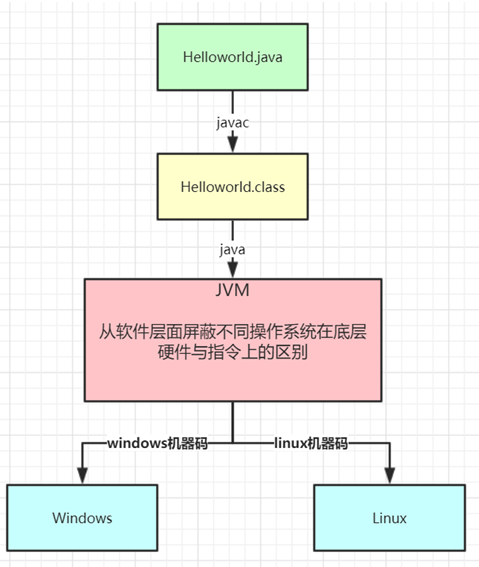 Helloworld.java
javac
Helloworld.class
java
JVM
从软件层面屏蔽不同操作系统在底层
硬件与指令上的区别
windows机器码
linux机器码
Windows
Linux